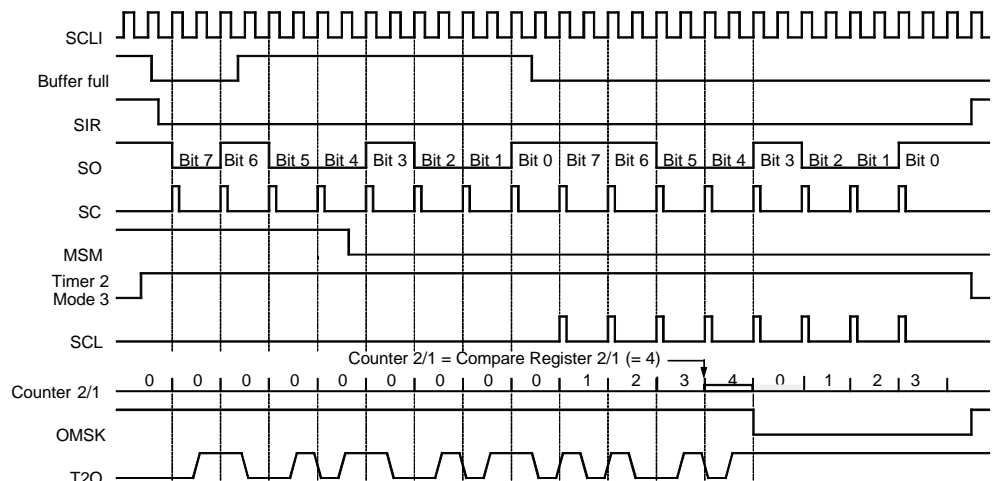 SCLI
Buffer full
SIR
SO
Bit 7 Bit 6 Bit 5 Bit 4 Bit 3 Bit 2 Bit 1 Bit 0 Bit 7 Bit 6 Bit 5 Bit 4 Bit 3 Bit 2 Bit 1 Bit 0
SC
MSM
Timer 2
Mode 3
SCL
Counter 2/1 = Compare Register 2/1 (= 4)
Counter 2/1
0 0 0 0 0 0 0 0 0 1 2 3 4 0 1 2 3
OMSK
T2O